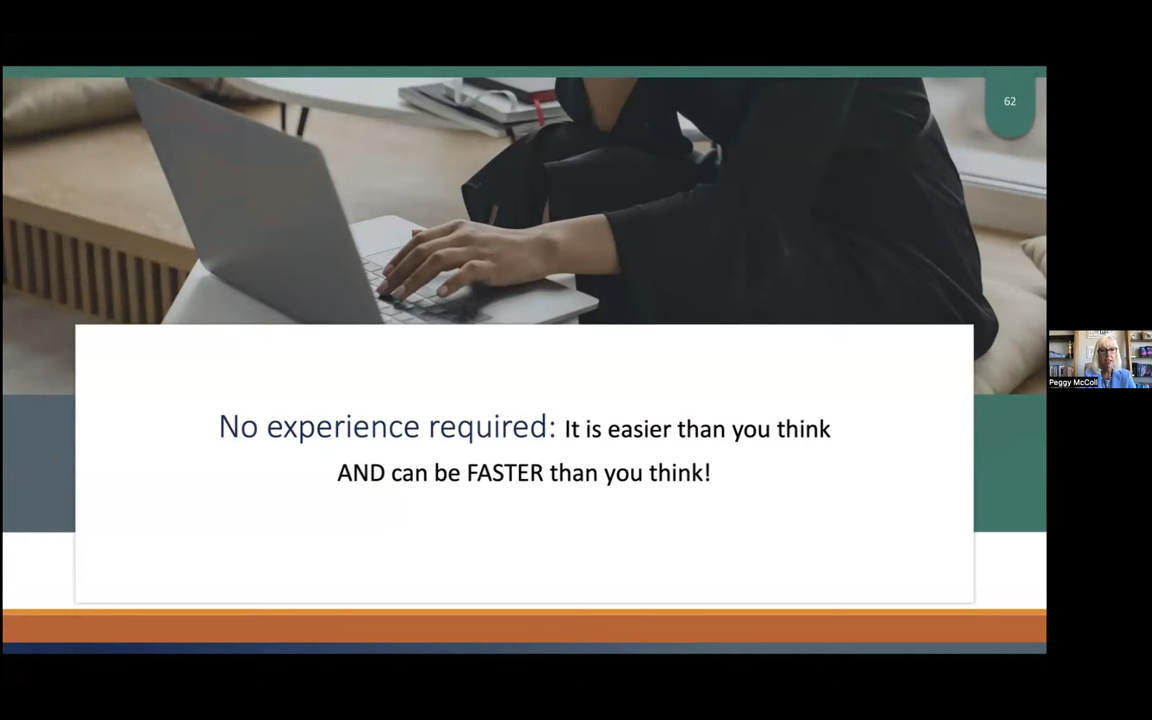 62
No experience required: It is easier than you think
AND can be FASTER than you think!
Peggy McColl